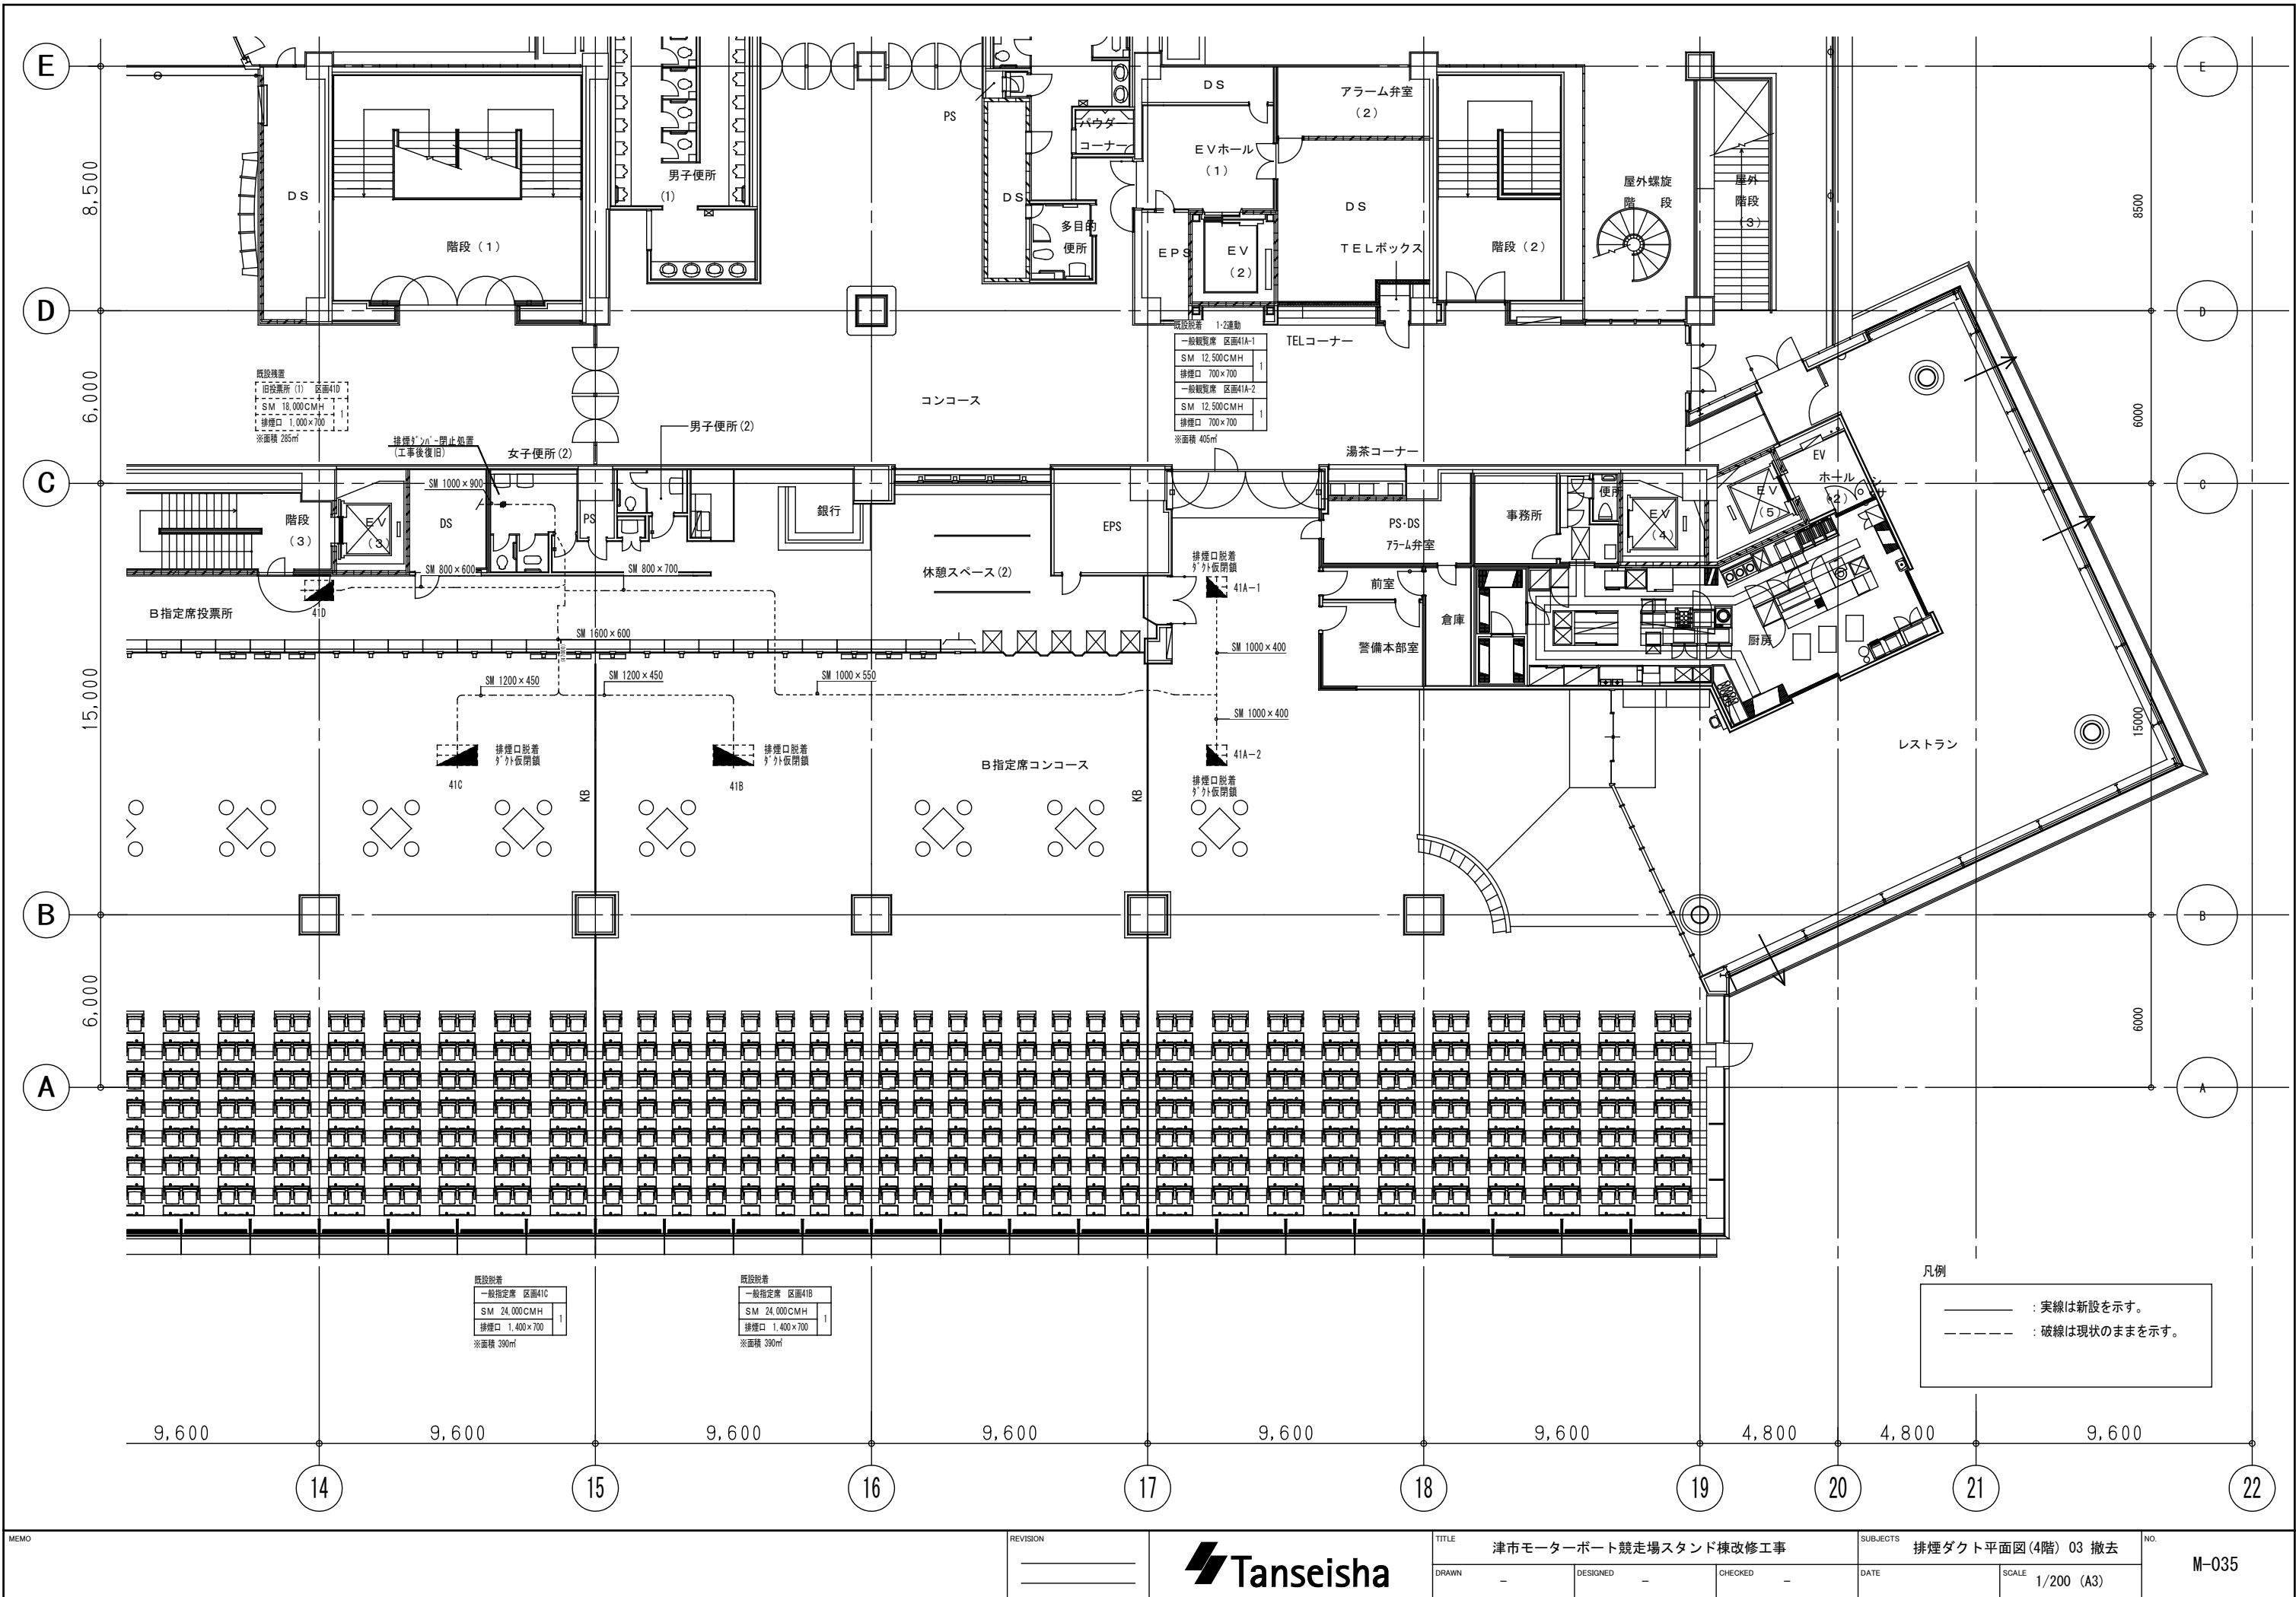 E
E
DS
アラーム弁室
(2)
PS
パウダー
コーナー
EVホール
(1)
男子便所
(1)
屋外螺旋
階 段
屋外
階段
(3)
8,500
8500
DS
DS
DS
多目的
便所
階段(1)
EPS
EV
(2)
TELボックス
階段(2)
D
D
既設脱着 1・2連動
一般観覧席 区画41A-1
SM 12,500CMH
排煙口 700×700
1
一般観覧席 区画41A-2
SM 12,500CMH
排煙口 700×700
1
※面積 405㎡
TELコーナー
既設残置
旧投票所(1) 区画41D
SM 18,000CMH
排煙口 1,000×700
1
※面積 285㎡
6,000
6000
コンコース
男子便所(2)
排煙ダンパー閉止処置
(工事後復旧)
女子便所(2)
湯茶コーナー
EV
ホール
(2)
C
C
SM 1000×900
階段
(3)
EV
(3)
DS
PS
銀行
EPS
PS・DS
アラーム弁室
事務所
便所
EV
(4)
EV
(5)
SM 800×600
SM 800×700
休憩スペース(2)
排煙口脱着
ダクト仮閉鎖
41A-1
前室
倉庫
B指定席投票所
41D
SM 1600×600
SM 1000×400
警備本部室
厨房
15,000
15000
SM 1200×450
SM 1200×450
SM 1000×550
SM 1000×400
排煙口脱着
ダクト仮閉鎖
41C
排煙口脱着
ダクト仮閉鎖
41B
B指定席コンコース
41A-2
排煙口脱着
ダクト仮閉鎖
レストラン
KB
KB
B
B
6,000
6000
A
A
既設脱着
一般指定席 区画41C
SM 24,000CMH
排煙口 1,400×700
1
※面積 390㎡
既設脱着
一般指定席 区画41B
SM 24,000CMH
排煙口 1,400×700
1
※面積 390㎡
凡例
：実線は新設を示す。
：破線は現状のままを示す。
9,600 9,600 9,600 9,600 9,600 9,600 4,800 4,800 9,600
14 15 16 17 18 19 20 21 22
MEMO
REVISION
Tanseisha
TITLE
津市モーターボート競走場スタンド棟改修工事
SUBJECTS
排煙ダクト平面図(4階) 03 撤去
NO.
M-035
DRAWN
-
DESIGNED
-
CHECKED
-
DATE
SCALE
1/200 (A3)